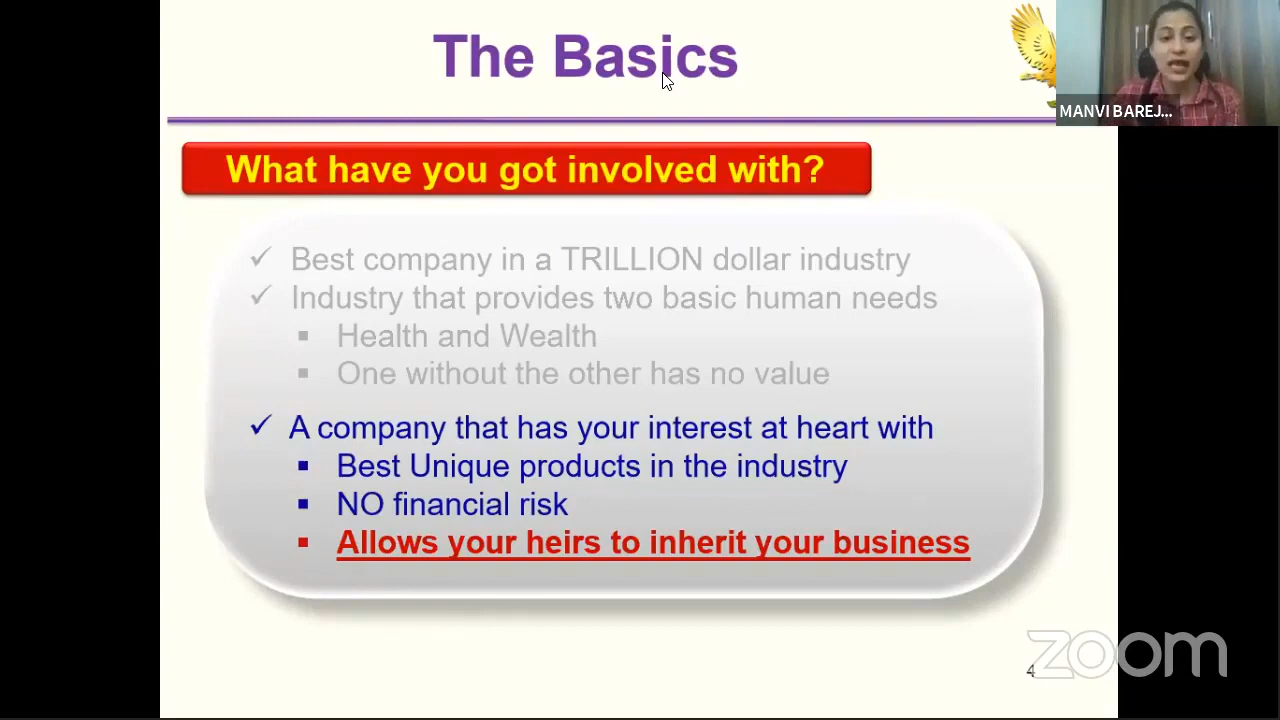 The Basics
MANVI BAREJ...
What have you got involved with?
✓ Best company in a TRILLION dollar industry
✓ Industry that provides two basic human needs
▪ Health and Wealth
▪ One without the other has no value
✓ A company that has your interest at heart with
▪ Best Unique products in the industry
▪ NO financial risk
▪ Allows your heirs to inherit your business
zoom
4